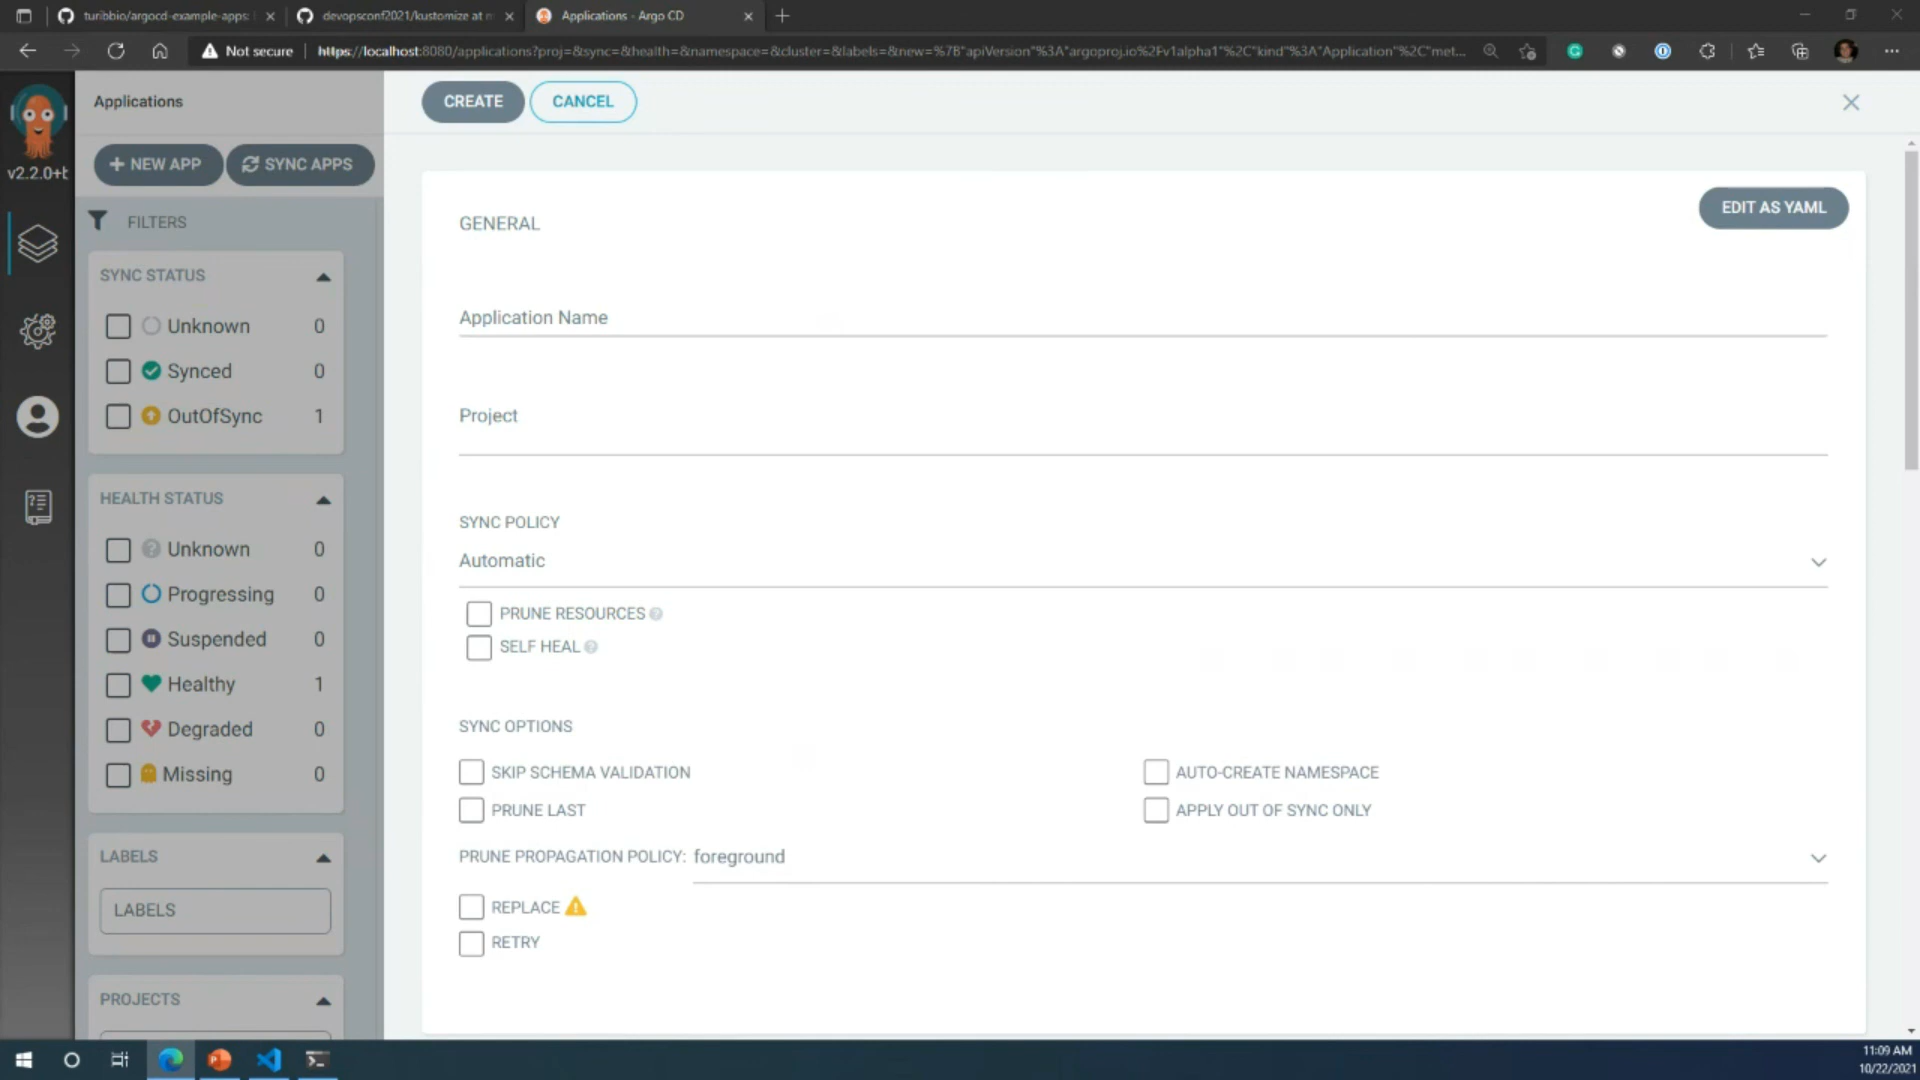 turibbio/argocd-example-apps:
devopsconf2021/kustomize at m
Applications - Argo CD
Not secure
https://localhost:8080/applications?proj=&sync=&health=&namespace=&cluster=&labels=&new=%7B"apiVersion"%3A"argoproj.io%2Fv1alpha1"%2C"kind"%3A"Application"%2C"met...
v2.2.0+t
Applications
NEW APP
SYNC APPS
FILTERS
SYNC STATUS
Unknown 0
Synced 0
OutOfSync 1
HEALTH STATUS
Unknown 0
Progressing 0
Suspended 0
Healthy 1
Degraded 0
Missing 0
LABELS
LABELS
PROJECTS
CREATE
CANCEL
EDIT AS YAML
GENERAL
Application Name
Project
SYNC POLICY
Automatic
PRUNE RESOURCES
SELF HEAL
SYNC OPTIONS
SKIP SCHEMA VALIDATION
AUTO-CREATE NAMESPACE
PRUNE LAST
APPLY OUT OF SYNC ONLY
PRUNE PROPAGATION POLICY: foreground
REPLACE
RETRY
11:09 AM
10/22/2021